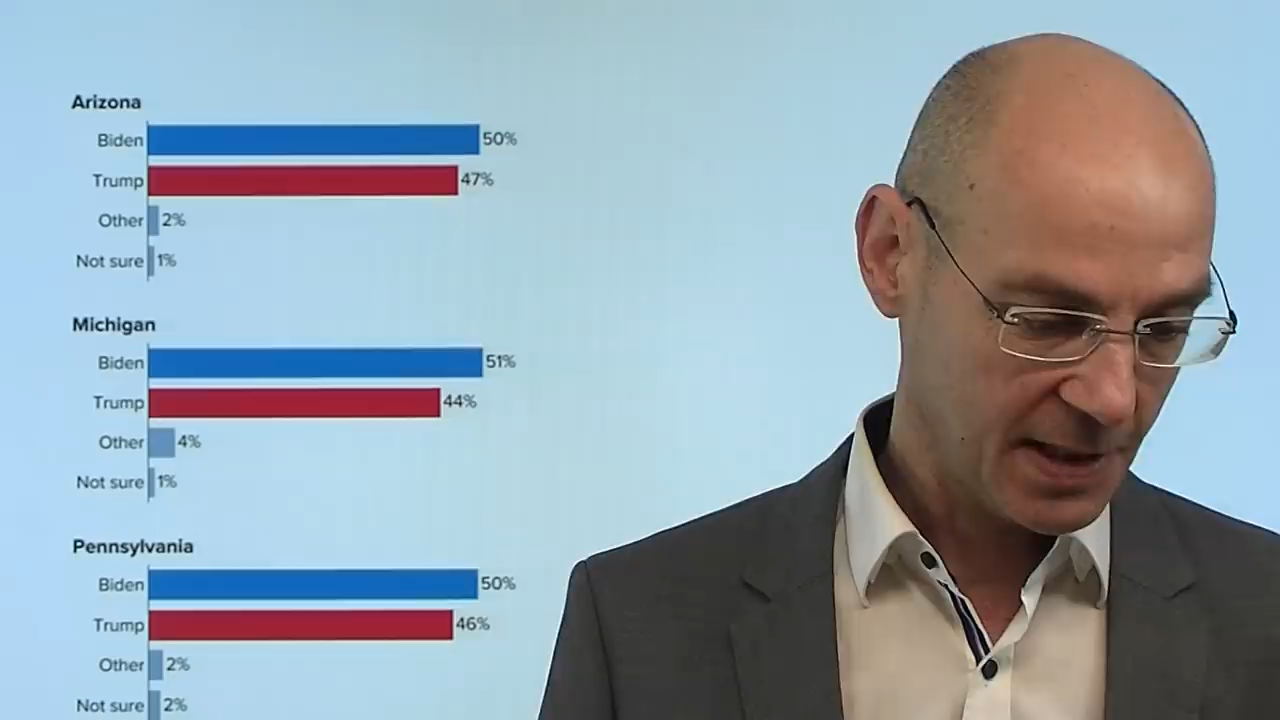 Arizona
Biden 50%
Trump 47%
Other 2%
Not sure 1%
Michigan
Biden 51%
Trump 44%
Other 4%
Not sure 1%
Pennsylvania
Biden 50%
Trump 46%
Other 2%
Not sure 2%